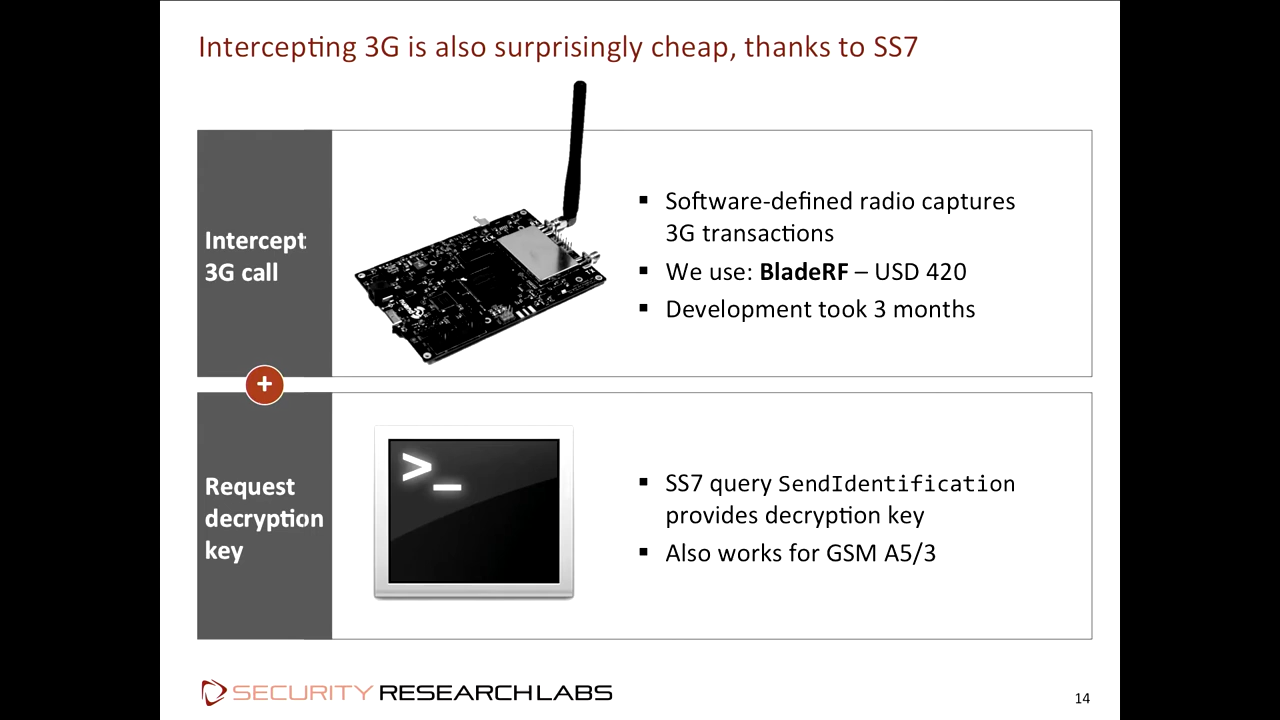 Intercepting 3G is also surprisingly cheap, thanks to SS7
Intercept
3G call
▪ Software-defined radio captures
3G transactions
▪ We use: BladeRF – USD 420
▪ Development took 3 months
+
Request
decryption
key
>_
▪ SS7 query SendIdentification
provides decryption key
▪ Also works for GSM A5/3
SECURITY RESEARCH LABS
14